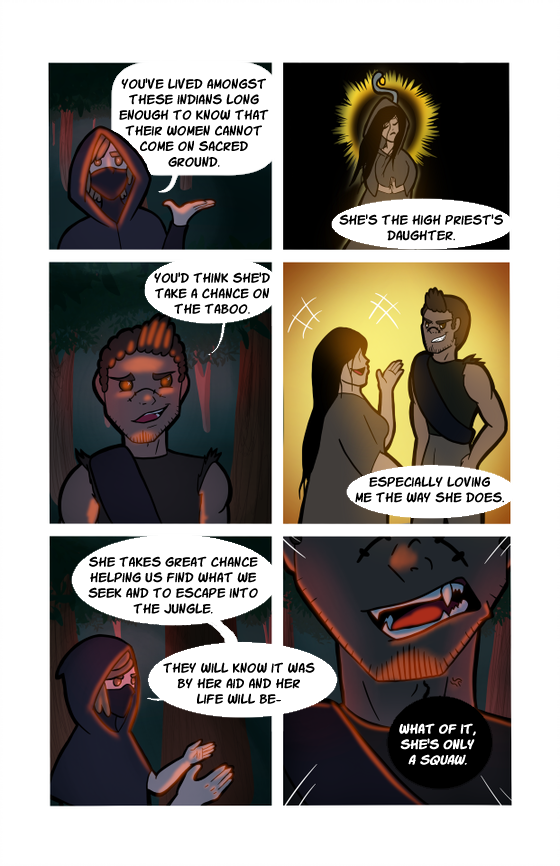 YOU'VE LIVED AMONGST
THESE INDIANS LONG
ENOUGH TO KNOW THAT
THEIR WOMEN CANNOT
COME ON SACRED
GROUND.
SHE'S THE HIGH PRIEST'S
DAUGHTER.
YOU'D THINK SHE'D
TAKE A CHANCE ON
THE TABOO.
ESPECIALLY LOVING
ME THE WAY SHE DOES.
SHE TAKES GREAT CHANCE
HELPING US FIND WHAT WE
SEEK AND TO ESCAPE INTO
THE JUNGLE.
THEY WILL KNOW IT WAS
BY HER AID AND HER
LIFE WILL BE-
WHAT OF IT,
SHE'S ONLY
A SQUAW.